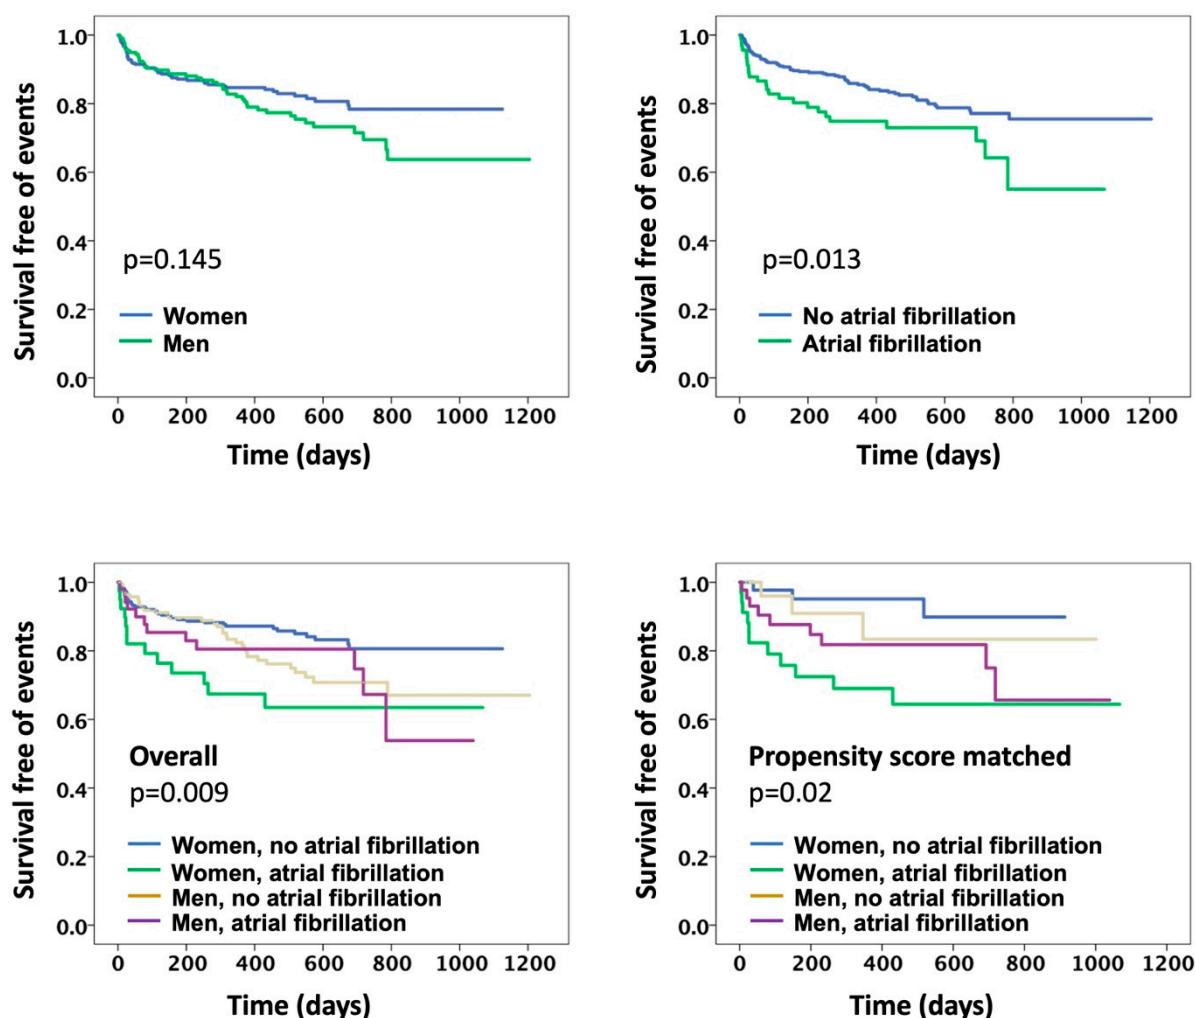 Survival free of events
1.0
0.8
0.6
0.4
0.2
0.0
p=0.145
Women
Men
0 200 400 600 800 1000 1200
Time (days)
Survival free of events
1.0
0.8
0.6
0.4
0.2
0.0
p=0.013
No atrial fibrillation
Atrial fibrillation
0 200 400 600 800 1000 1200
Time (days)
Survival free of events
1.0
0.8
0.6
0.4
0.2
0.0
Overall
p=0.009
Women, no atrial fibrillation
Women, atrial fibrillation
Men, no atrial fibrillation
Men, atrial fibrillation
0 200 400 600 800 1000 1200
Time (days)
Survival free of events
1.0
0.8
0.6
0.4
0.2
0.0
Propensity score matched
p=0.02
Women, no atrial fibrillation
Women, atrial fibrillation
Men, no atrial fibrillation
Men, atrial fibrillation
0 200 400 600 800 1000 1200
Time (days)